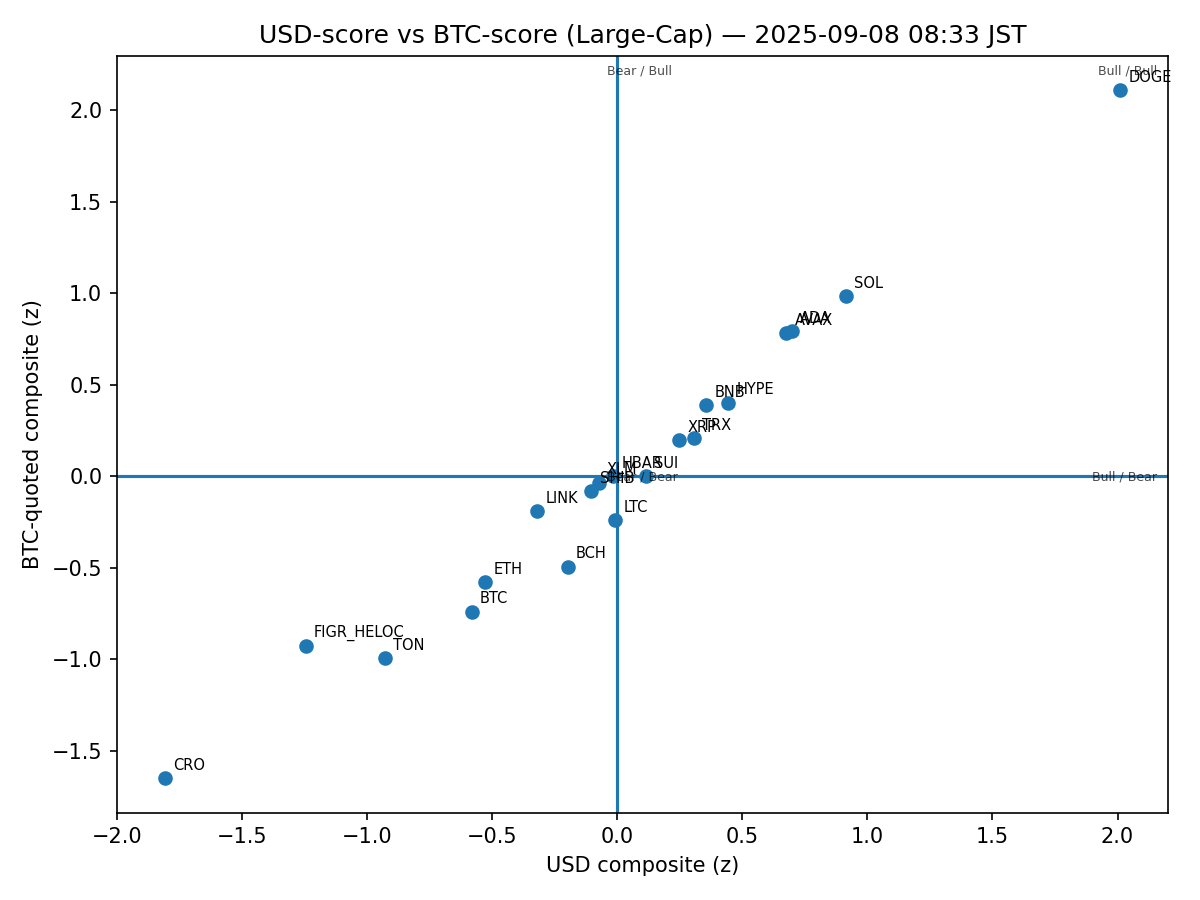 USD-score vs BTC-score (Large-Cap) — 2025-09-08 08:33 JST
Bear / Bull
Bull / Bull
DOGE
SOL
AVAX
ADA
BNB
HYPE
XRP
TRX
XLM
HBAR
SUI
SHIB
Bear / Bear
Bull / Bear
LINK
LTC
BCH
ETH
BTC
FIGR_HELOC
TON
CRO
2.0
1.5
1.0
0.5
0.0
−0.5
−1.0
−1.5
BTC-quoted composite (z)
−2.0
−1.5
−1.0
−0.5
0.0
0.5
1.0
1.5
2.0
USD composite (z)